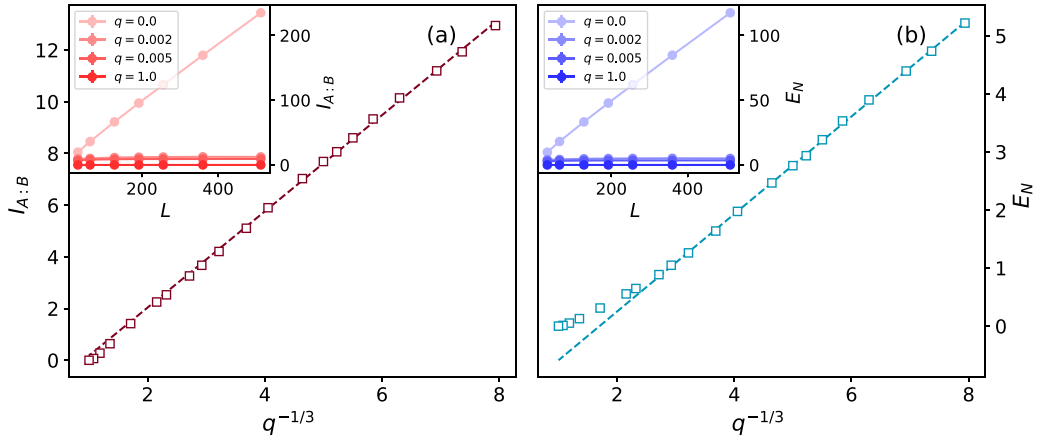 (a)
q = 0.0
q = 0.002
q = 0.005
q = 1.0
200
100
0
I_{A:B}
200
400
L
12
10
8
6
4
2
0
I_{A:B}
2
4
6
8
q^{-1/3}
(b)
q = 0.0
q = 0.002
q = 0.005
q = 1.0
100
50
0
E_N
200
400
L
5
4
3
2
1
0
E_N
2
4
6
8
q^{-1/3}